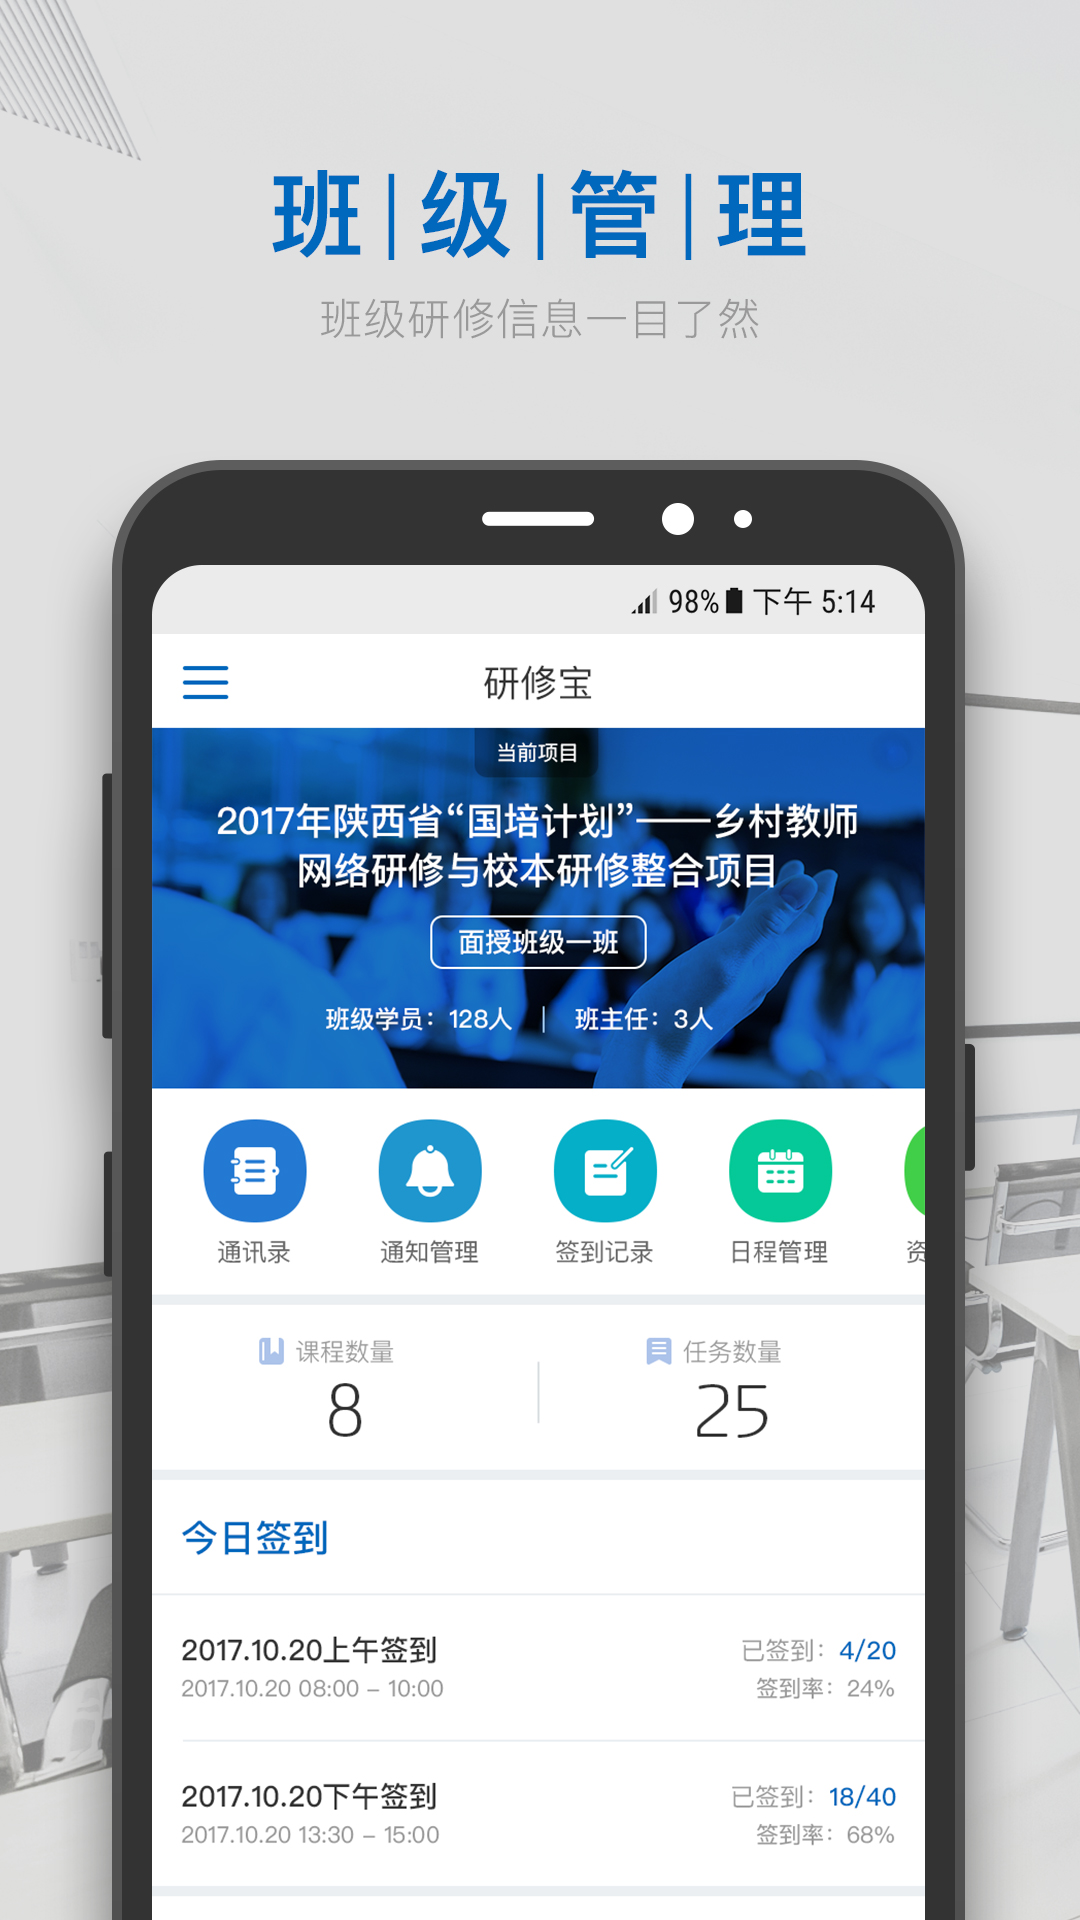 班|级|管|理
班级研修信息一目了然
98% 下午 5:14
研修宝
当前项目
2017年陕西省“国培计划”——乡村教师
网络研修与校本研修整合项目
面授班级一班
班级学员：128人 | 班主任：3人
通讯录 通知管理 签到记录 日程管理 资
课程数量 任务数量
8 25
今日签到
2017.10.20上午签到 已签到：4/20
2017.10.20 08:00 – 10:00 签到率：24%
2017.10.20下午签到 已签到：18/40
2017.10.20 13:30 – 15:00 签到率：68%